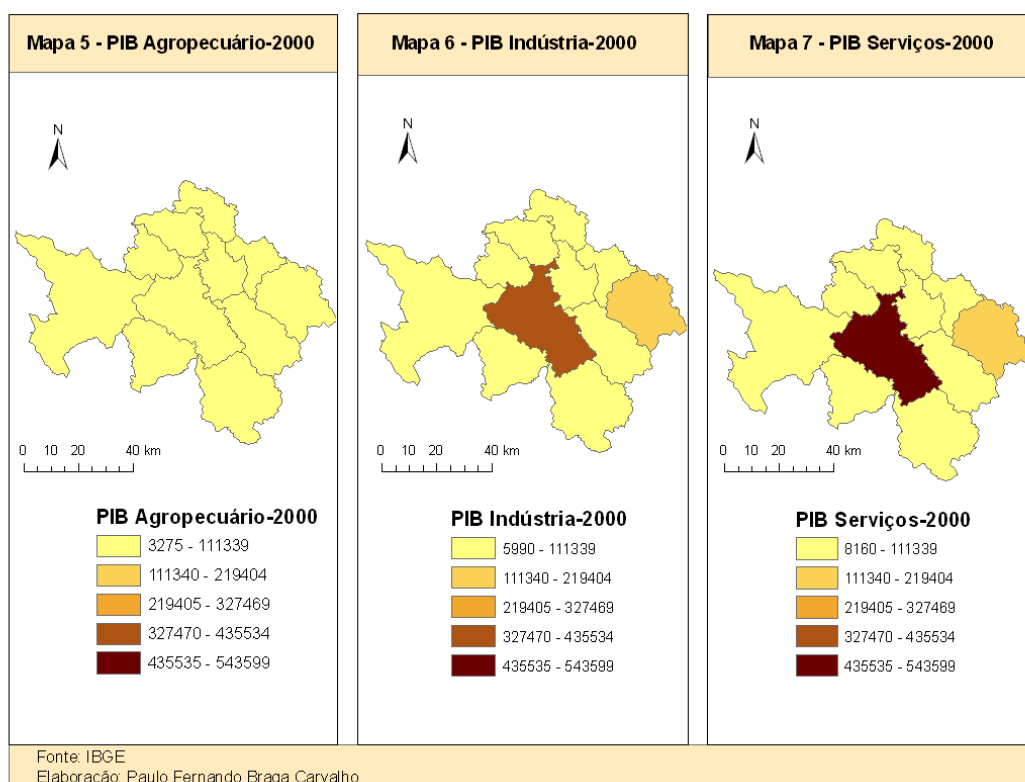 Mapa 5 - PIB Agropecuário-2000
N
0 10 20 40 km
PIB Agropecuário-2000
3275 - 111339
111340 - 219404
219405 - 327469
327470 - 435534
435535 - 543599
Mapa 6 - PIB Indústria-2000
N
0 10 20 40 km
PIB Indústria-2000
5990 - 111339
111340 - 219404
219405 - 327469
327470 - 435534
435535 - 543599
Mapa 7 - PIB Serviços-2000
N
0 10 20 40 km
PIB Serviços-2000
8160 - 111339
111340 - 219404
219405 - 327469
327470 - 435534
435535 - 543599
Fonte: IBGE
Elaboração: Paulo Fernando Braga Carvalho